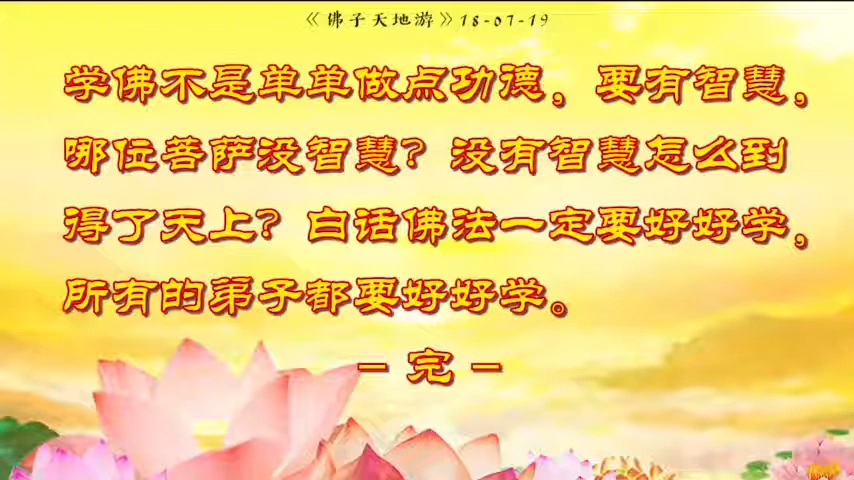 《佛子天地游》18-07-19
学佛不是单单做点功德，要有智慧，
哪位菩萨没智慧？没有智慧怎么到
得了天上？白话佛法一定要好好学，
所有的弟子都要好好学。
- 完 -